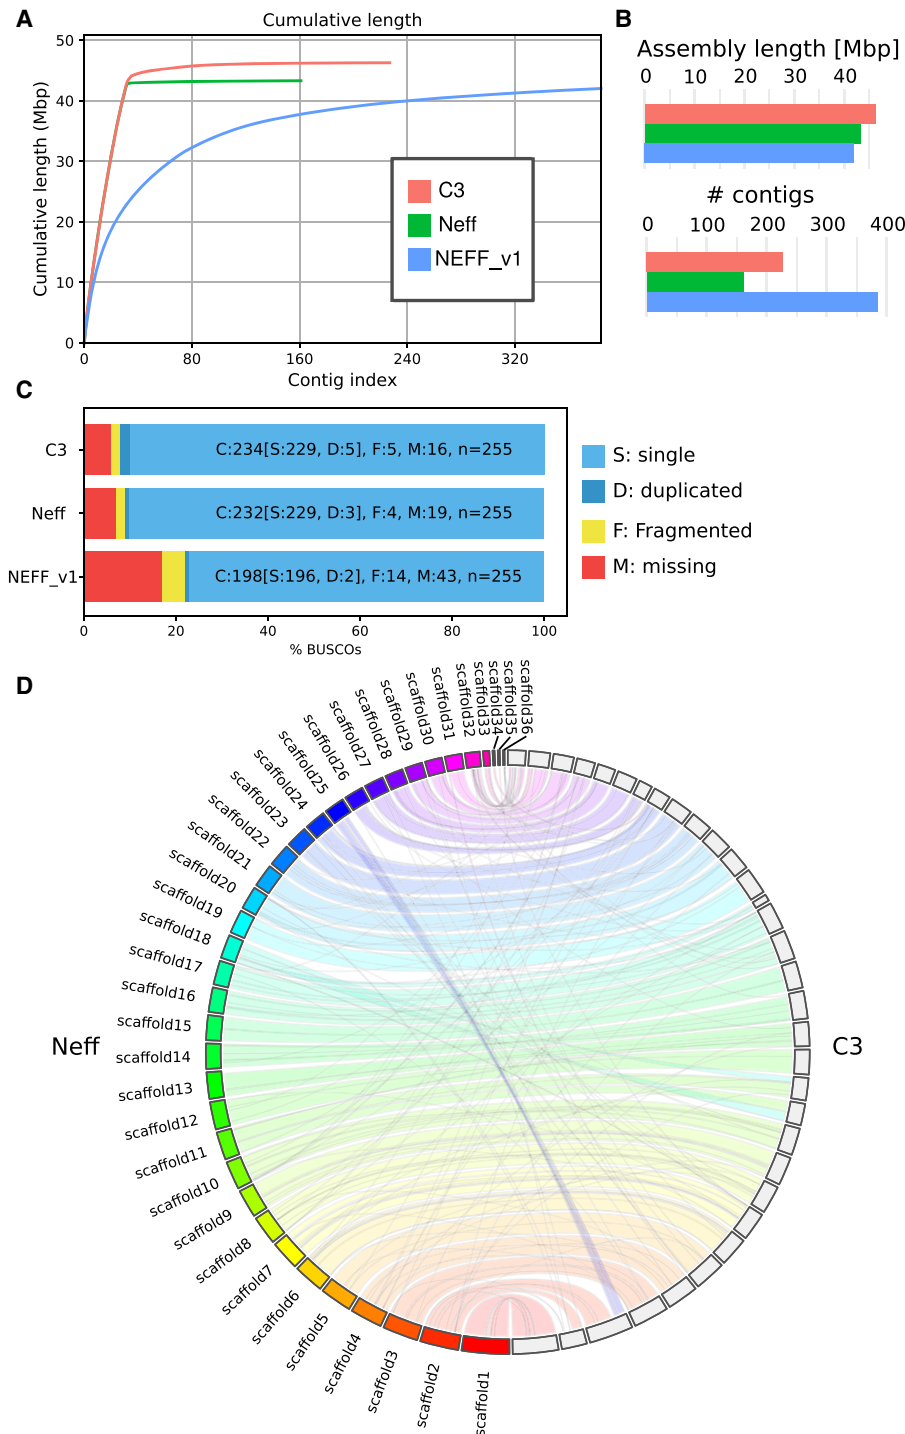 A
Cumulative length
50
40
30
20
10
0
0
80
160
240
320
Cumulative length (Mbp)
Contig index
C3
Neff
NEFF_v1
B
Assembly length [Mbp]
0 10 20 30 40
# contigs
0 100 200 300 400
C
C3
Neff
NEFF_v1
C:234[S:229, D:5], F:5, M:16, n=255
C:232[S:229, D:3], F:4, M:19, n=255
C:198[S:196, D:2], F:14, M:43, n=255
0 20 40 60 80 100
% BUSCOs
S: single
D: duplicated
F: Fragmented
M: missing
D
scaffold36
scaffold35
scaffold34
scaffold33
scaffold32
scaffold31
scaffold30
scaffold29
scaffold28
scaffold27
scaffold26
scaffold25
scaffold24
scaffold23
scaffold22
scaffold21
scaffold20
scaffold19
scaffold18
scaffold17
scaffold16
scaffold15
scaffold14
scaffold13
scaffold12
scaffold11
scaffold10
scaffold9
scaffold8
scaffold7
scaffold6
scaffold5
scaffold4
scaffold3
scaffold2
scaffold1
Neff
C3